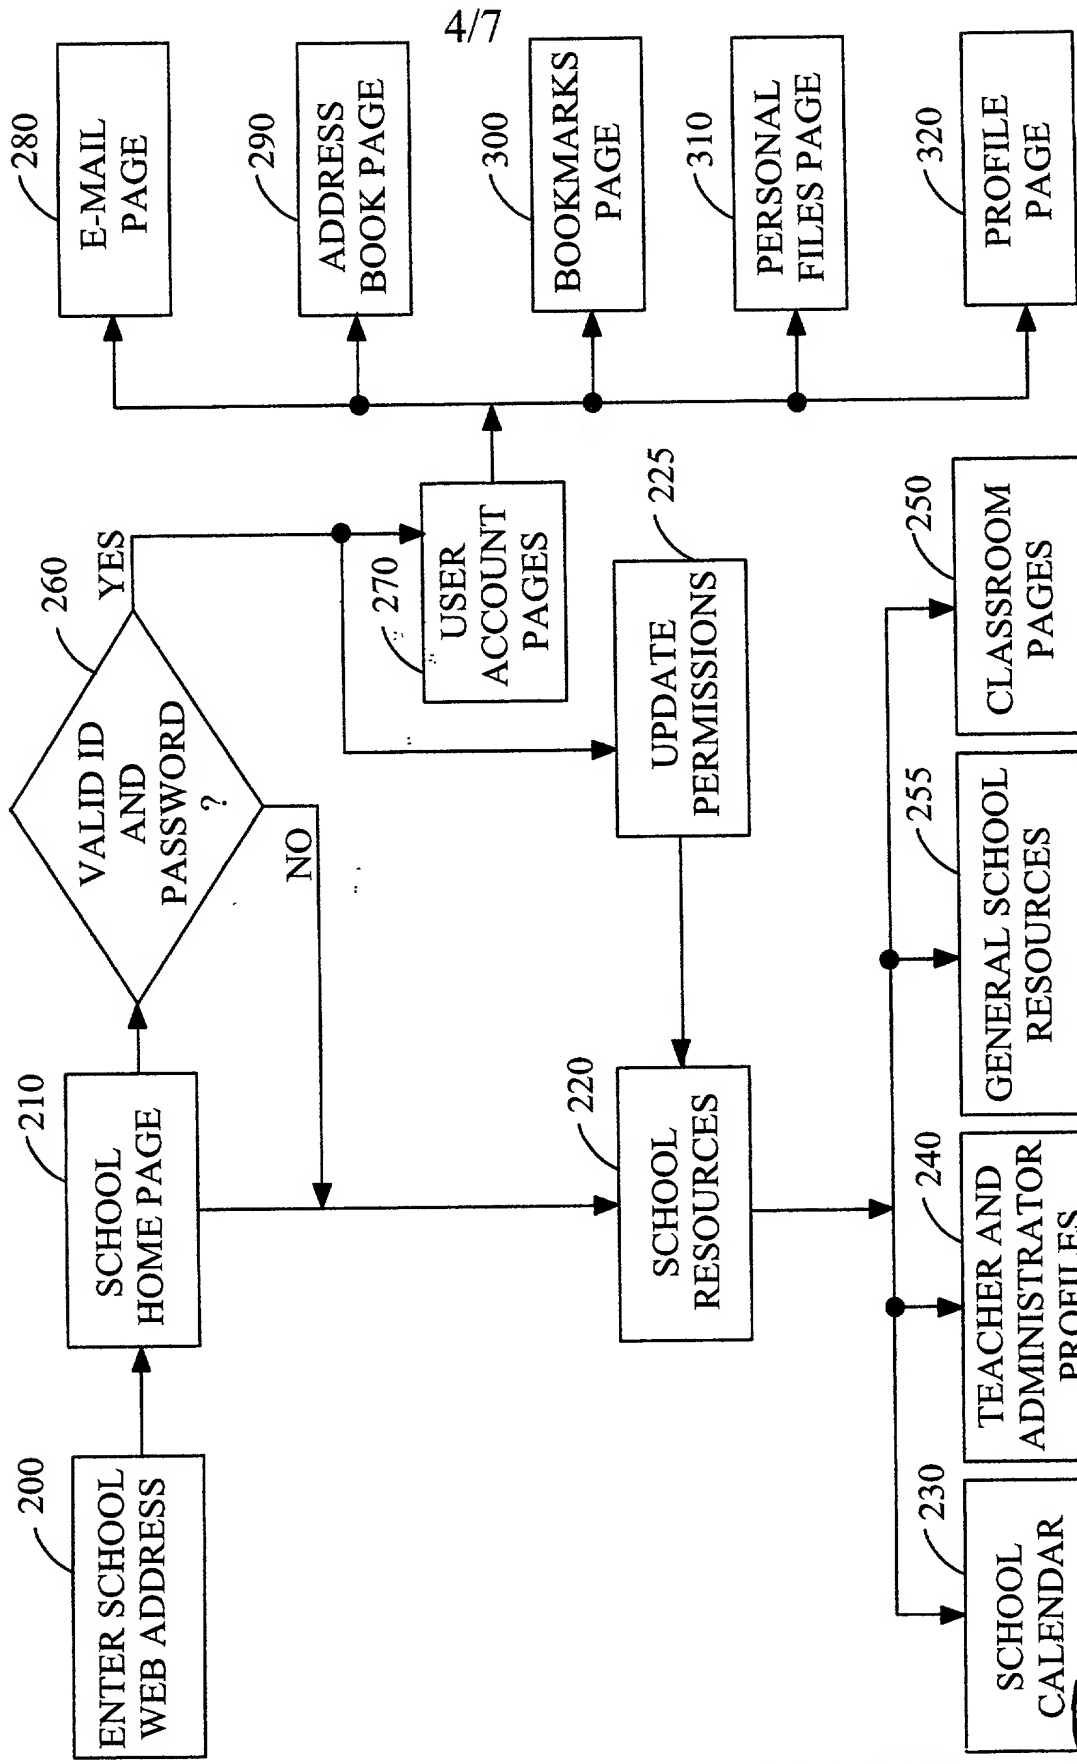 4/7
200
ENTER SCHOOL
WEB ADDRESS
210
SCHOOL
HOME PAGE
260
VALID ID
AND
PASSWORD
?
YES
NO
280
E-MAIL
PAGE
290
ADDRESS
BOOK PAGE
300
BOOKMARKS
PAGE
310
PERSONAL
FILES PAGE
320
PROFILE
PAGE
270
USER
ACCOUNT
PAGES
225
UPDATE
PERMISSIONS
220
SCHOOL
RESOURCES
230
SCHOOL
CALENDAR
240
TEACHER AND
ADMINISTRATOR
PROFILES
255
GENERAL SCHOOL
RESOURCES
250
CLASSROOM
PAGES